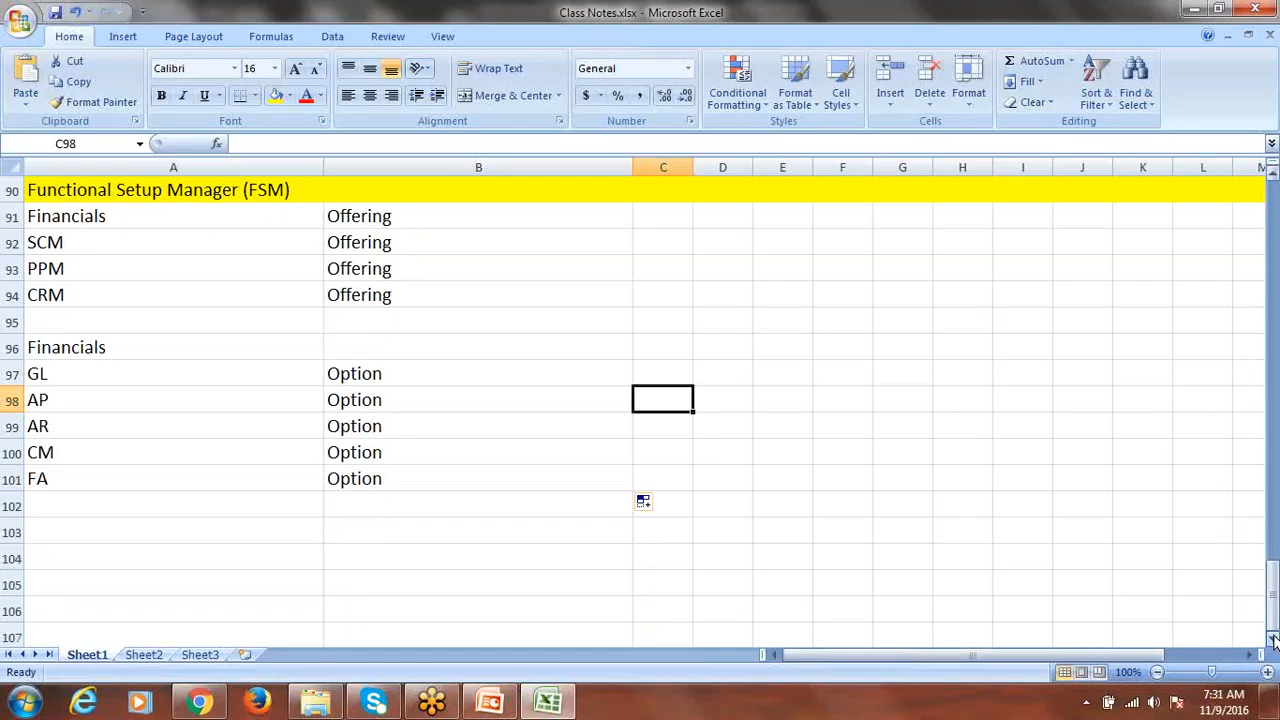 Class Notes.xlsx - Microsoft Excel
Home Insert Page Layout Formulas Data Review View
Paste
Cut
Copy
Format Painter
Clipboard
Calibri 16
B I U
Font
Wrap Text
Merge & Center
Alignment
General
$ % ,
Number
Conditional Formatting
Format as Table
Cell Styles
Styles
Insert Delete Format
Cells
AutoSum
Fill
Clear
Sort & Filter
Find & Select
Editing
C98 fx
A B C D E F G H I J K L M
90 Functional Setup Manager (FSM)
91 Financials Offering
92 SCM Offering
93 PPM Offering
94 CRM Offering
95
96 Financials
97 GL Option
98 AP Option
99 AR Option
100 CM Option
101 FA Option
102
103
104
105
106
107
Sheet1 Sheet2 Sheet3
Ready 100%
7:31 AM
11/9/2016